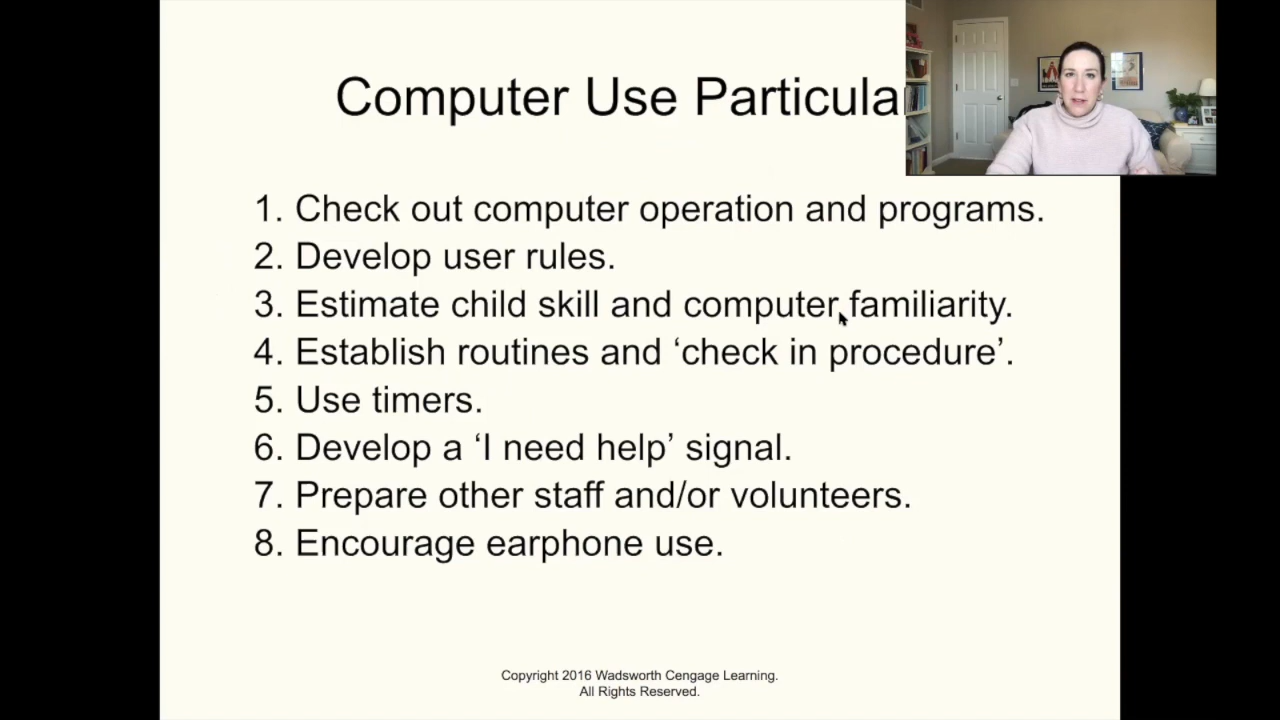 Computer Use
1. Check out computer operation and programs.
2. Develop user rules.
3. Estimate child skill and computer familiarity.
4. Establish routines and ‘check in procedure’.
5. Use timers.
6. Develop a ‘I need help’ signal.
7. Prepare other staff and/or volunteers.
8. Encourage earphone use.
Copyright 2016 Wadsworth Cengage Learning.
All Rights Reserved.